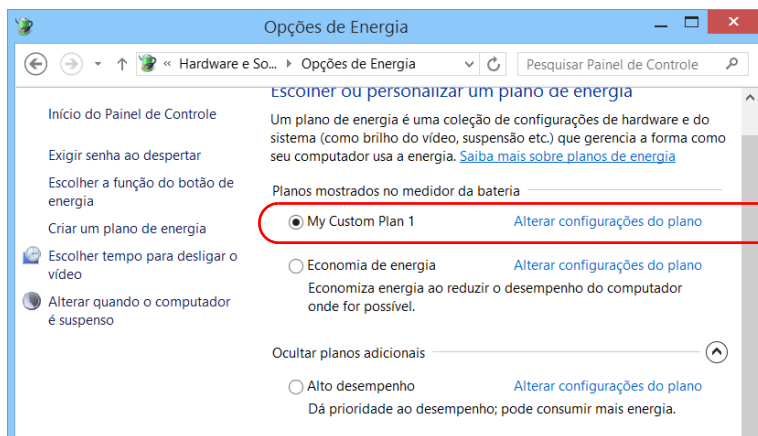 Opções de Energia
« Hardware e So... Opções de Energia
Pesquisar Painel de Controle
Início do Painel de Controle
Exigir senha ao despertar
Escolher a função do botão de
energia
Criar um plano de energia
Escolher tempo para desligar o
vídeo
Alterar quando o computador
é suspenso
Escolher ou personalizar um plano de energia
Um plano de energia é uma coleção de configurações de hardware e do
sistema (como brilho do vídeo, suspensão etc.) que gerencia a forma como
seu computador usa a energia. Saiba mais sobre planos de energia
Planos mostrados no medidor da bateria
My Custom Plan 1 Alterar configurações do plano
Economia de energia Alterar configurações do plano
Economiza energia ao reduzir o desempenho do computador
onde for possível.
Ocultar planos adicionais
Alto desempenho Alterar configurações do plano
Dá prioridade ao desempenho; pode consumir mais energia.